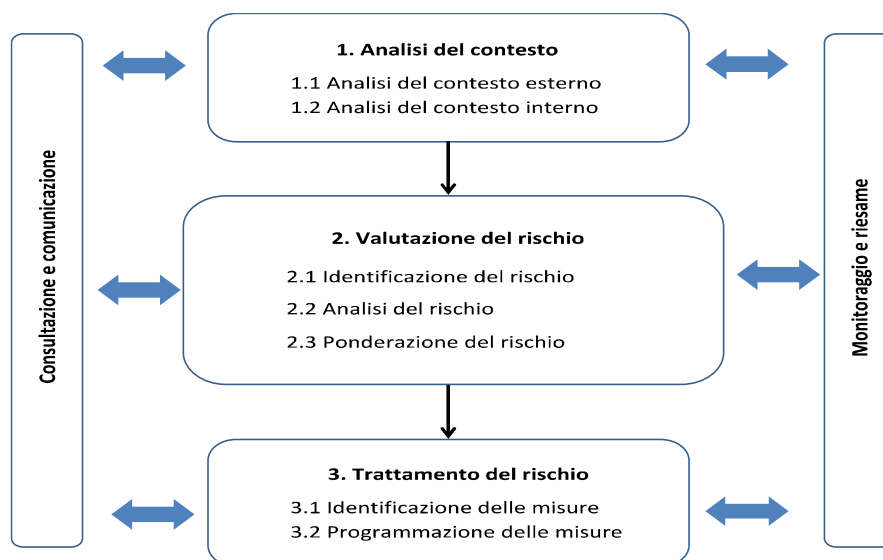 Consultazione e comunicazione
1. Analisi del contesto
1.1 Analisi del contesto esterno
1.2 Analisi del contesto interno
2. Valutazione del rischio
2.1 Identificazione del rischio
2.2 Analisi del rischio
2.3 Ponderazione del rischio
3. Trattamento del rischio
3.1 Identificazione delle misure
3.2 Programmazione delle misure
Monitoraggio e riesame